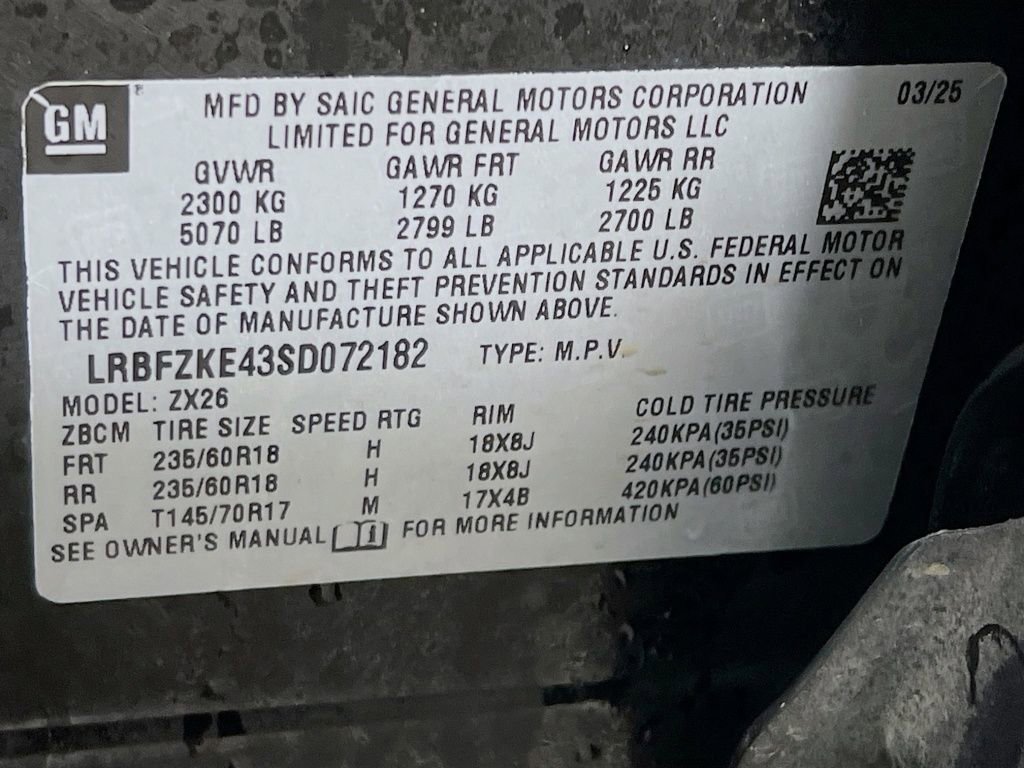 GM
MFD BY SAIC GENERAL MOTORS CORPORATION 03/25
LIMITED FOR GENERAL MOTORS LLC
GVWR GAWR FRT GAWR RR
2300 KG 1270 KG 1225 KG
5070 LB 2799 LB 2700 LB
THIS VEHICLE CONFORMS TO ALL APPLICABLE U.S. FEDERAL MOTOR
VEHICLE SAFETY AND THEFT PREVENTION STANDARDS IN EFFECT ON
THE DATE OF MANUFACTURE SHOWN ABOVE.
LRBFZKE43SD072182 TYPE: M.P.V.
MODEL: ZX26
ZBCM TIRE SIZE SPEED RTG RIM COLD TIRE PRESSURE
FRT 235/60R18 H 18X8J 240KPA(35PSI)
RR 235/60R18 H 18X8J 240KPA(35PSI)
SPA T145/70R17 M 17X4B 420KPA(60PSI)
SEE OWNER'S MANUAL i FOR MORE INFORMATION